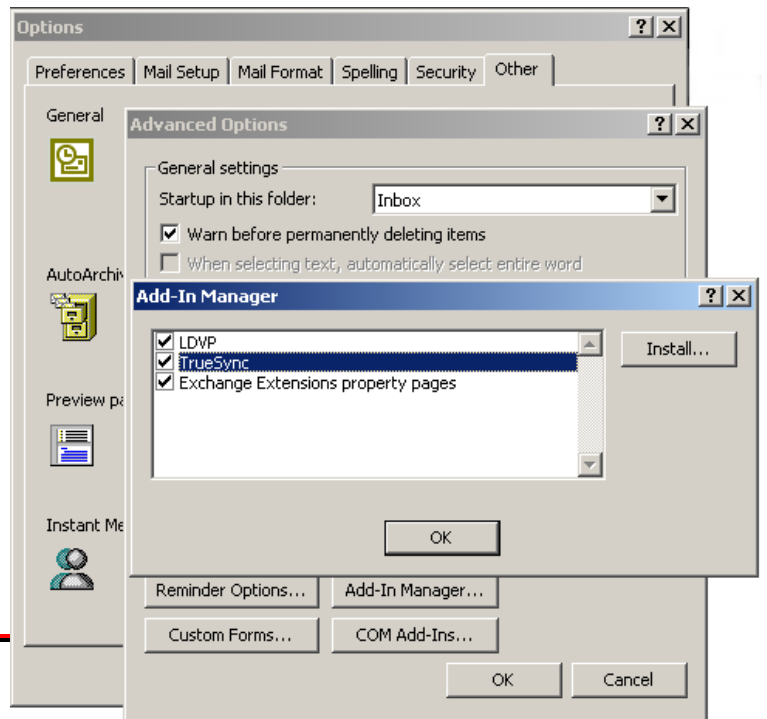 Options
Preferences Mail Setup Mail Format Spelling Security Other
General
Advanced Options
General settings
Startup in this folder: Inbox
Warn before permanently deleting items
When selecting text, automatically select entire word
AutoArchiv
Add-In Manager
LDVP
TrueSync
Exchange Extensions property pages
Install...
Preview pa
OK
Instant Me
Reminder Options... Add-In Manager...
Custom Forms... COM Add-Ins...
OK Cancel